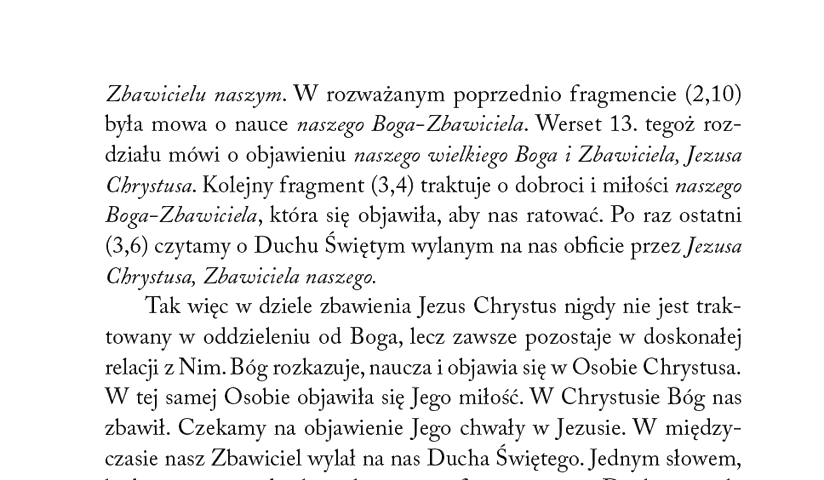 Zbawicielu naszym. W rozważanym poprzednio fragmencie (2,10)
była mowa o nauce naszego Boga-Zbawiciela. Werset 13. tegoż roz-
działu mówi o objawieniu naszego wielkiego Boga i Zbawiciela, Jezusa
Chrystusa. Kolejny fragment (3,4) traktuje o dobroci i miłości naszego
Boga-Zbawiciela, która się objawiła, aby nas ratować. Po raz ostatni
(3,6) czytamy o Duchu Świętym wylanym na nas obficie przez Jezusa
Chrystusa, Zbawiciela naszego.
Tak więc w dziele zbawienia Jezus Chrystus nigdy nie jest trak-
towany w oddzieleniu od Boga, lecz zawsze pozostaje w doskonałej
relacji z Nim. Bóg rozkazuje, naucza i objawia się w Osobie Chrystusa.
W tej samej Osobie objawiła się Jego miłość. W Chrystusie Bóg nas
zbawił. Czekamy na objawienie Jego chwały w Jezusie. W między-
czasie nasz Zbawiciel wylał na nas Ducha Świętego. Jednym słowem,